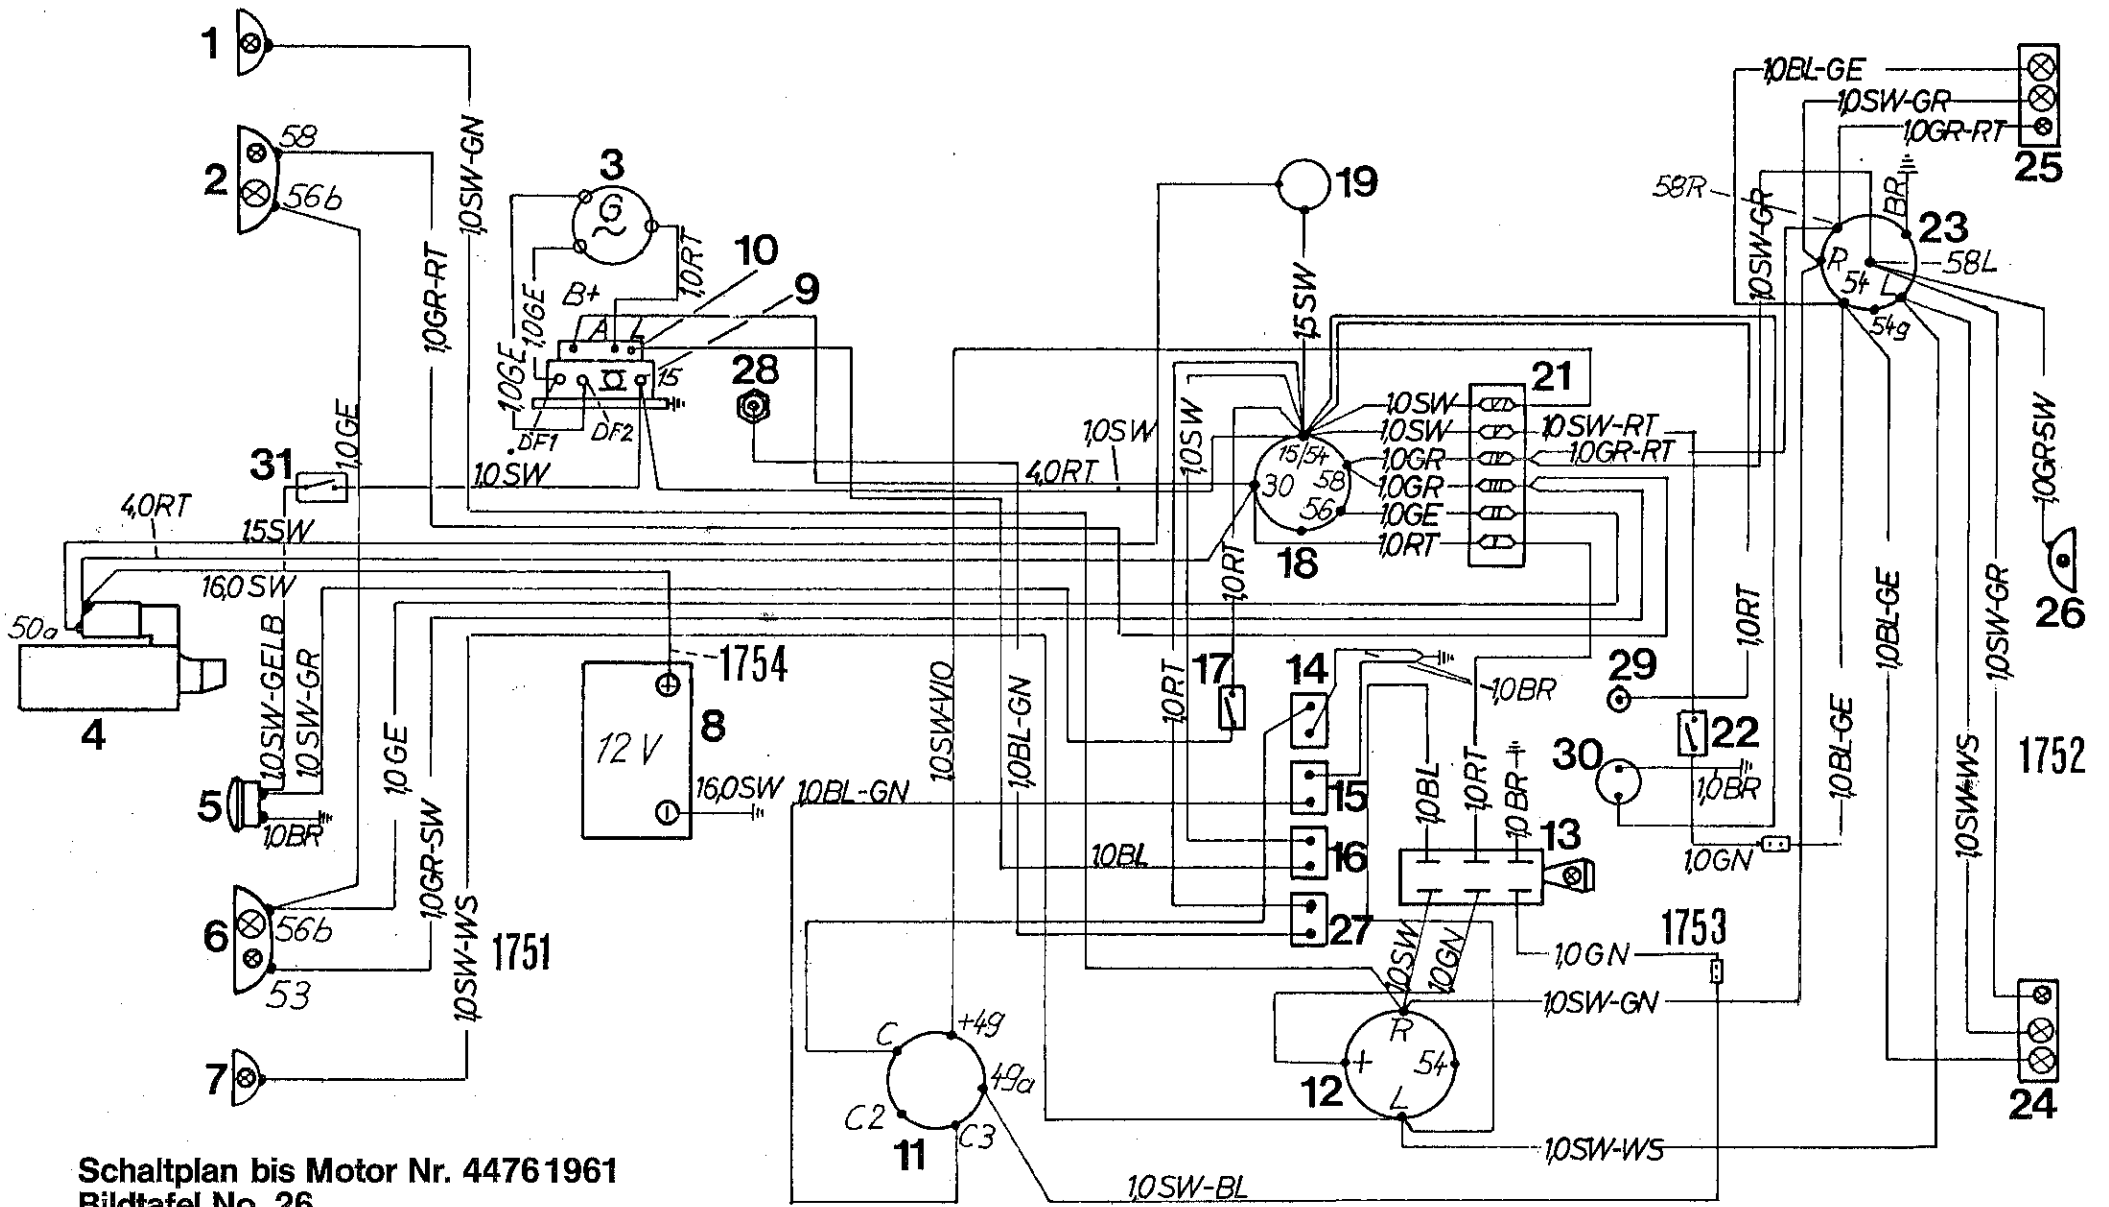 1
2
58
56b
1,0SW-GN
1,0GR-RT
3
G
~
1,0GE
1,0GE
B+
1,0RT
10
9
A
L
15
DF1
DF2
28
31
1,0GE
1,0SW
1,0SW
4,0RT
4,0RT
1,5SW
16,0SW
50a
4
1,0SW-GELB
1,0SW-GR
5
1,0BR
1,0GE
1,0GR-SW
6
56b
53
1,0SW-WS
1751
7
1754
8
12V
+
-
16,0SW
1,0BL-GN
1,0SW-VIO
1,0BL-GN
1,0BL
19
1,5SW
1,0SW
15/54
30
58
56
18
1,0RT
1,0RT
1,0SW
1,0SW
1,0GR
1,0GR
1,0GE
1,0RT
21
1,0SW-RT
1,0GR-RT
17
14
1,0BR
15
16
27
1,0BL
1,0RT
1,0BR
13
29
30
1,0RT
22
1,0BR
1,0GN
1753
1,0GN
1,0SW
1,0GN
1,0SW-GN
R
+
54
L
12
1,0SW-WS
C
+49
49a
C2
C3
11
1,0SW-BL
1,0BL-GE
1,0SW-GR
1,0GR-RT
25
58R
1,0SW-GR
BR
23
R
58L
54
L
54g
1,0GRSW
26
1,0BL-GE
1,0BL-GE
1,0SW-GR
1,0SW-WS
1752
24
Schaltplan bis Motor Nr. 44761961
Bildtafel No. 26